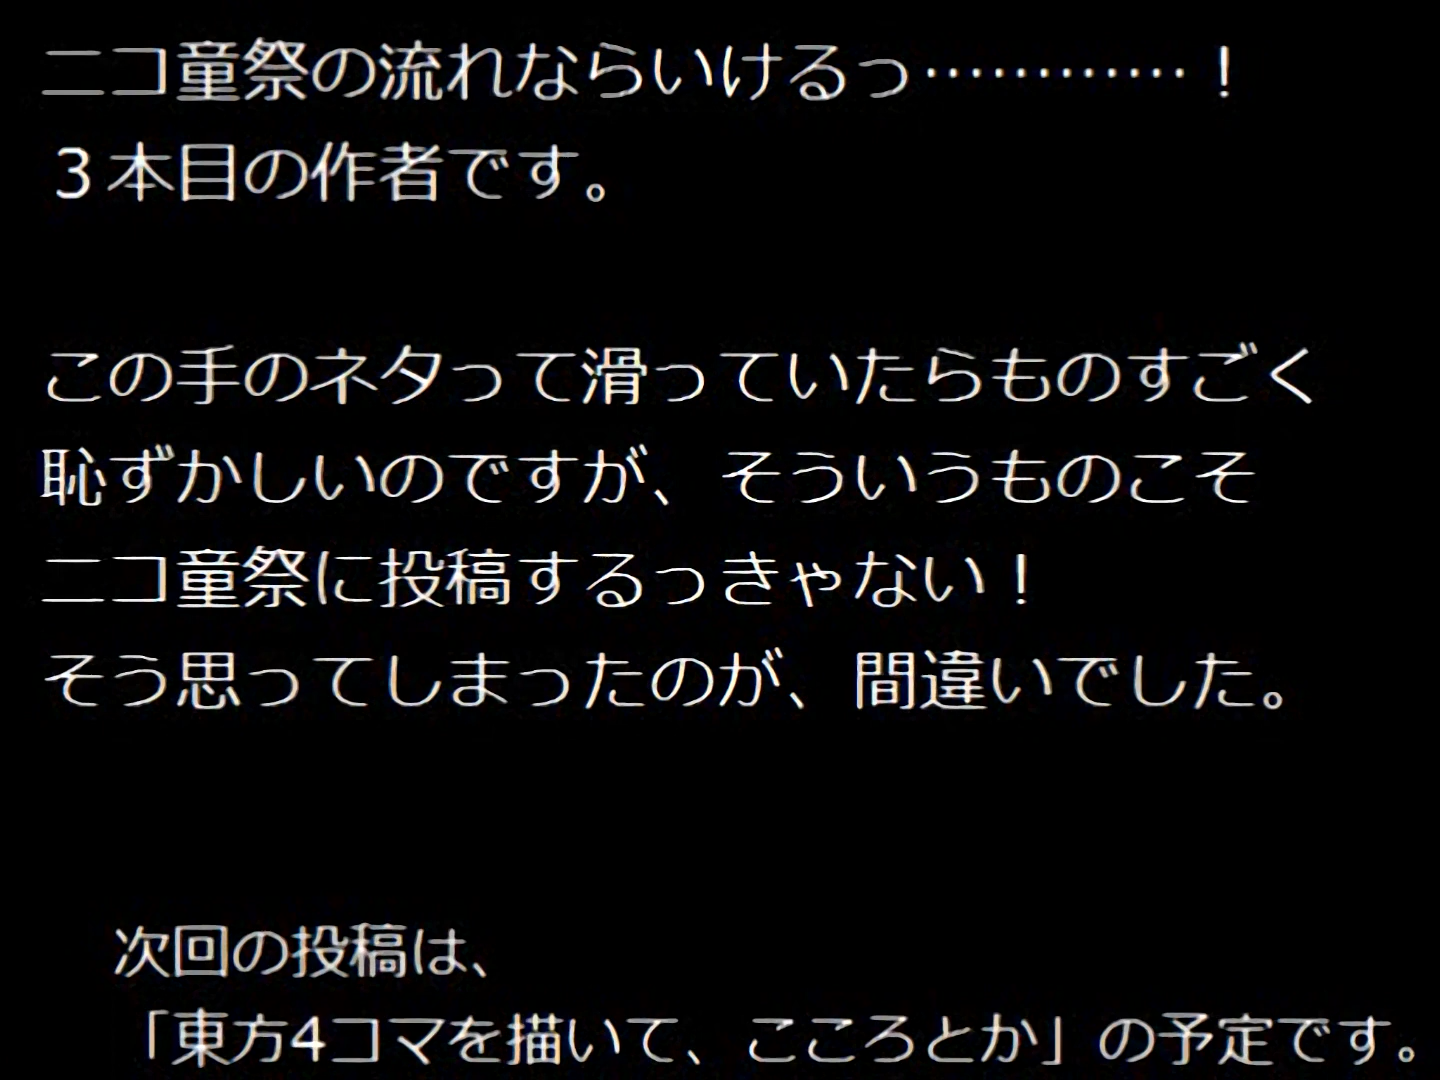 ニコ童祭の流れならいけるっ…………！
３本目の作者です。
この手のネタって滑っていたらものすごく
恥ずかしいのですが、そういうものこそ
ニコ童祭に投稿するっきゃない！
そう思ってしまったのが、間違いでした。
次回の投稿は、
「東方4コマを描いて、こころとか」の予定です。